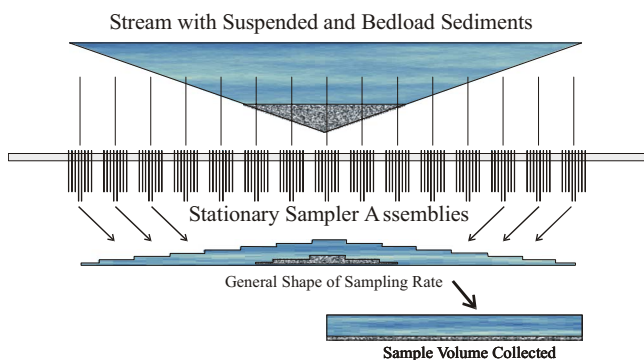 Stream with Suspended and Bedload Sediments
Stationary Sampler Assemblies
General Shape of Sampling Rate
Sample Volume Collected